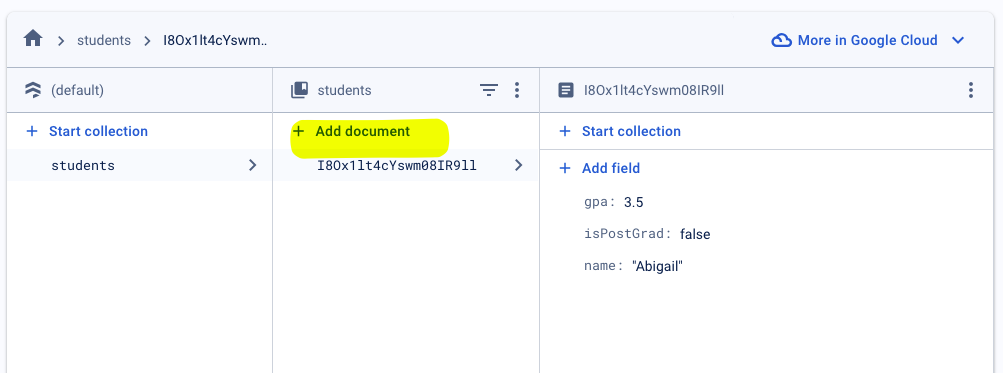 students I8Ox1lt4cYswm.. More in Google Cloud
(default)
students
I8Ox1lt4cYswm08IR9ll
Start collection
Add document
Start collection
students
I8Ox1lt4cYswm08IR9ll
Add field
gpa: 3.5
isPostGrad: false
name: "Abigail"